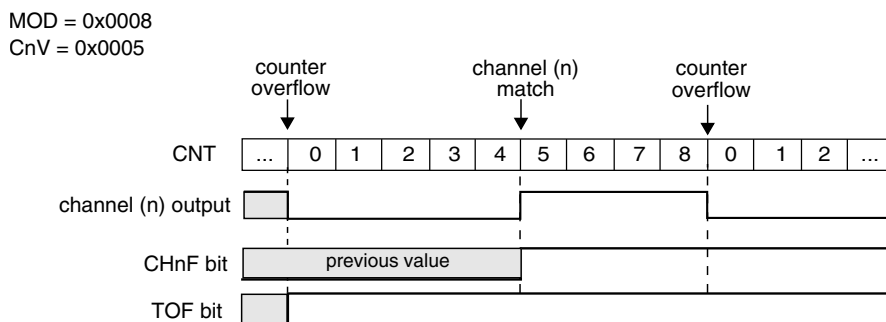 MOD = 0x0008
CnV = 0x0005
counter overflow
channel (n) match
counter overflow
CNT ... 0 1 2 3 4 5 6 7 8 0 1 2 ...
channel (n) output
CHnF bit previous value
TOF bit